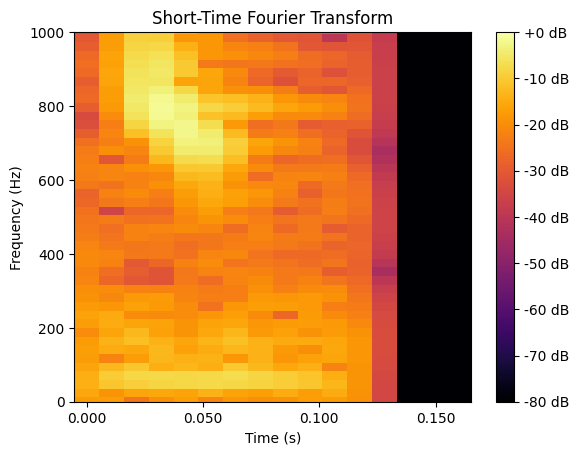 Short-Time Fourier Transform
1000
800
600
400
200
0
Frequency (Hz)
0.000
0.050
0.100
0.150
Time (s)
+0 dB
-10 dB
-20 dB
-30 dB
-40 dB
-50 dB
-60 dB
-70 dB
-80 dB